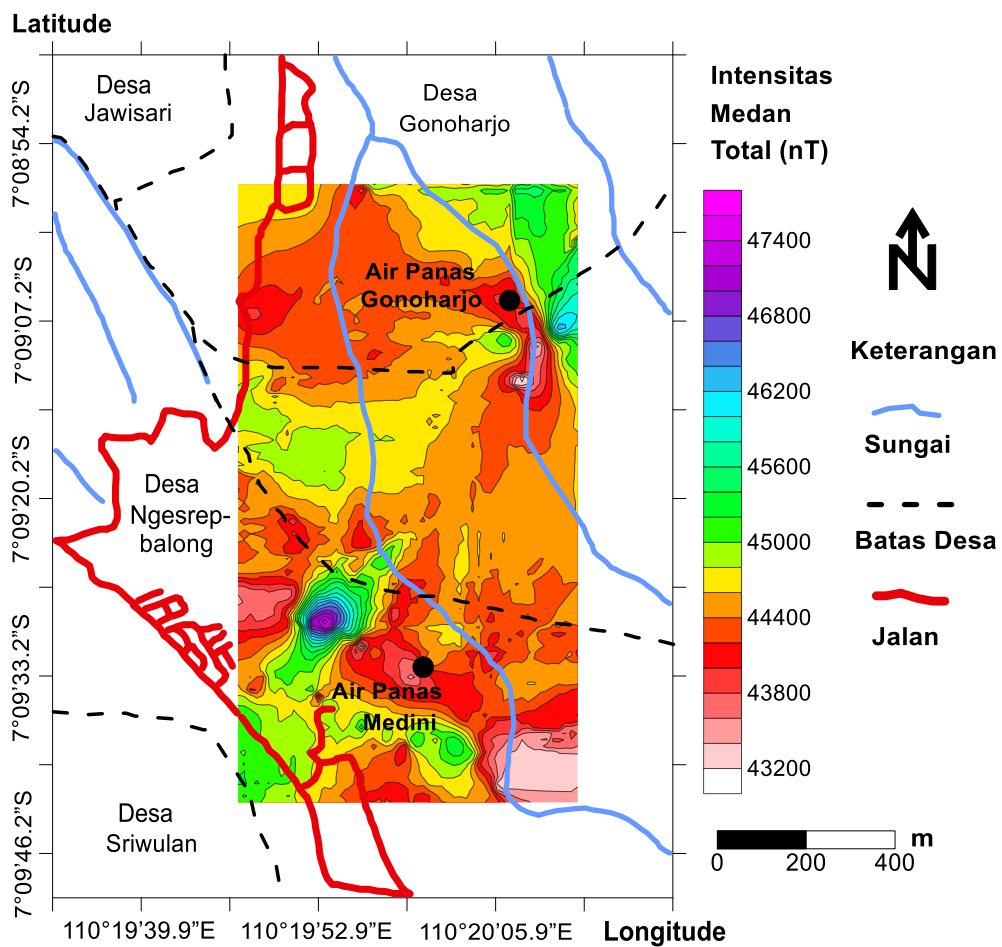 Latitude
Desa
Jawisari
Desa
Gonoharjo
7°08'54.2”S
7°09'07.2”S
7°09'20.2”S
7°09'33.2”S
7°09'46.2”S
Air Panas
Gonoharjo
Desa
Ngesrep-
balong
Air Panas
Medini
Desa
Sriwulan
110°19'39.9”E
110°19'52.9”E
110°20'05.9”E
Longitude
Intensitas
Medan
Total (nT)
47400
46800
46200
45600
45000
44400
43800
43200
N
Keterangan
Sungai
Batas Desa
Jalan
m
0
200
400